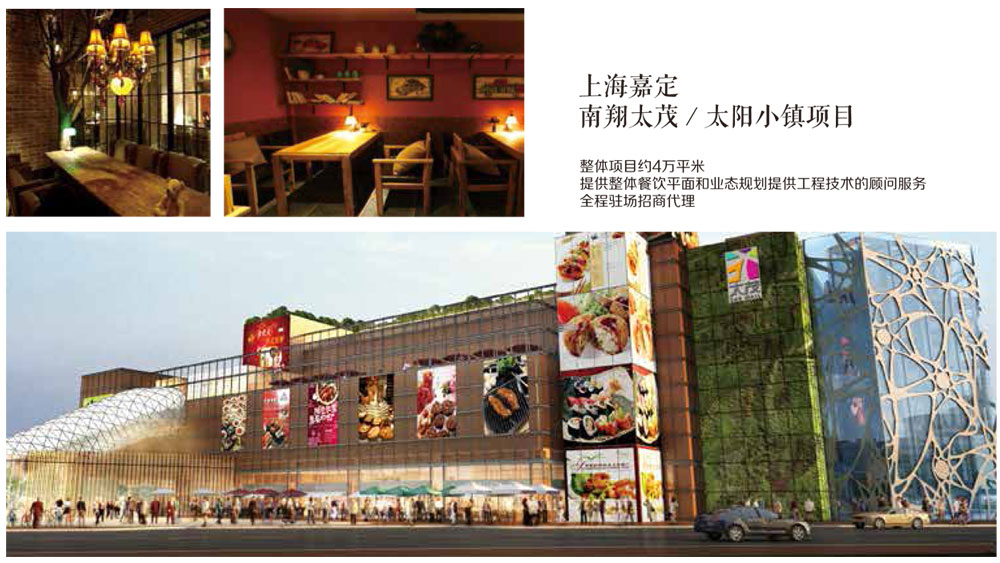 上海嘉定
南翔太茂 / 太阳小镇项目
整体项目约4万平米
提供整体餐饮平面和业态规划提供工程技术的顾问服务
全程驻场招商代理
太茂